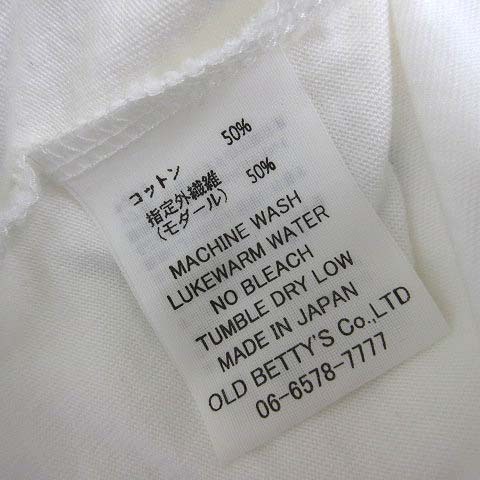 コットン 50%
指定外繊維 50%
(モダール)
MACHINE WASH
LUKEWARM WATER
NO BLEACH
TUMBLE DRY LOW
MADE IN JAPAN
OLD BETTY'S Co.,LTD
06-6578-7777